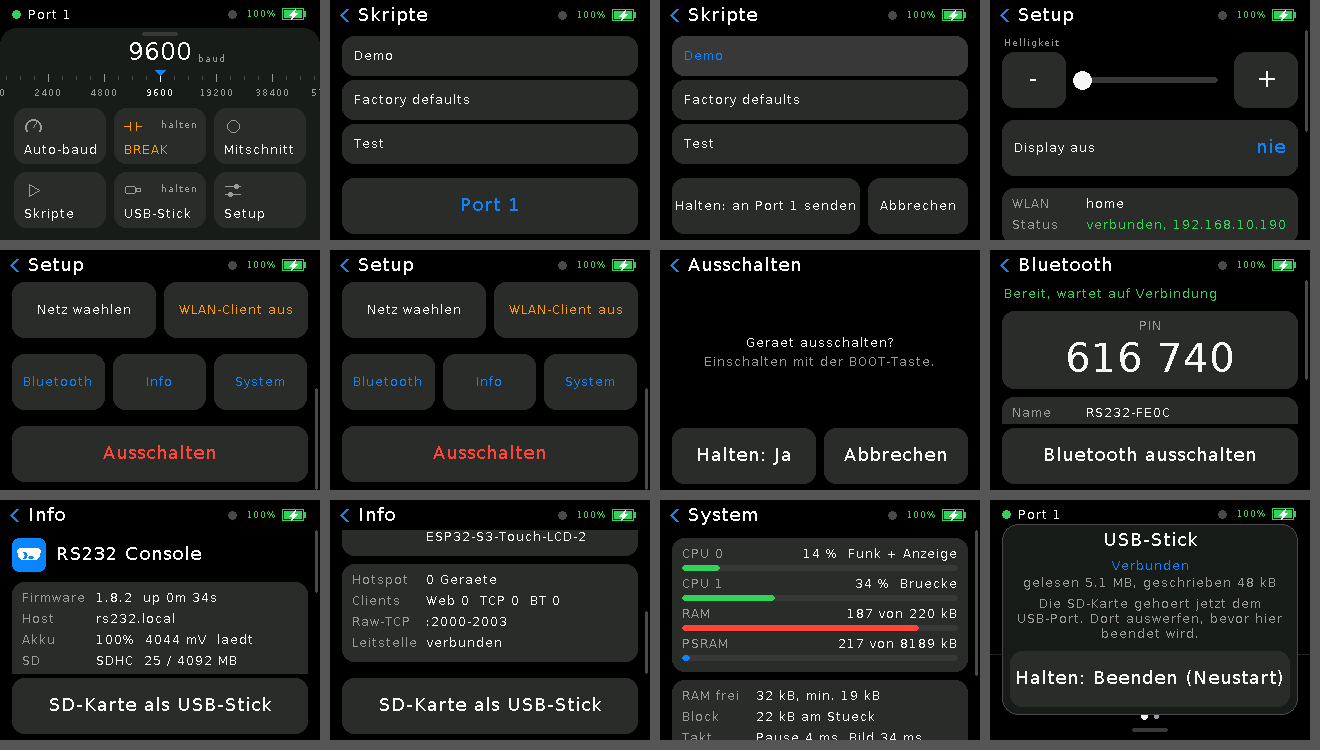 Port 1
100%
9600 baud
0 2400 4800 9600 19200 38400 57
Auto-baud
halten
BREAK
Mitschnitt
Skripte
halten
USB-Stick
Setup
Skripte
100%
Demo
Factory defaults
Test
Port 1
Skripte
100%
Demo
Factory defaults
Test
Halten: an Port 1 senden
Abbrechen
Setup
100%
Helligkeit
- +
Display aus nie
WLAN home
Status verbunden, 192.168.10.190
Setup
100%
Netz waehlen
WLAN-Client aus
Bluetooth
Info
System
Ausschalten
Setup
100%
Netz waehlen
WLAN-Client aus
Bluetooth
Info
System
Ausschalten
Ausschalten
100%
Geraet ausschalten?
Einschalten mit der BOOT-Taste.
Halten: Ja
Abbrechen
Bluetooth
100%
Bereit, wartet auf Verbindung
PIN
616 740
Name RS232-FE0C
Bluetooth ausschalten
Info
100%
RS232 Console
Firmware 1.8.2 up 0m 34s
Host rs232.local
Akku 100% 4044 mV laedt
SD SDHC 25 / 4092 MB
SD-Karte als USB-Stick
Info
100%
ESP32-S3-Touch-LCD-2
Hotspot 0 Geraete
Clients Web 0 TCP 0 BT 0
Raw-TCP :2000-2003
Leitstelle verbunden
SD-Karte als USB-Stick
System
100%
CPU 0 14 % Funk + Anzeige
CPU 1 34 % Bruecke
RAM 187 von 220 kB
PSRAM 217 von 8189 kB
RAM frei 32 kB, min. 19 kB
Block 22 kB am Stueck
Takt Pause 4 ms, Bild 34 ms
Port 1
100%
USB-Stick
Verbunden
gelesen 5.1 MB, geschrieben 48 kB
Die SD-Karte gehoert jetzt dem
USB-Port. Dort auswerfen, bevor hier
beendet wird.
Halten: Beenden (Neustart)